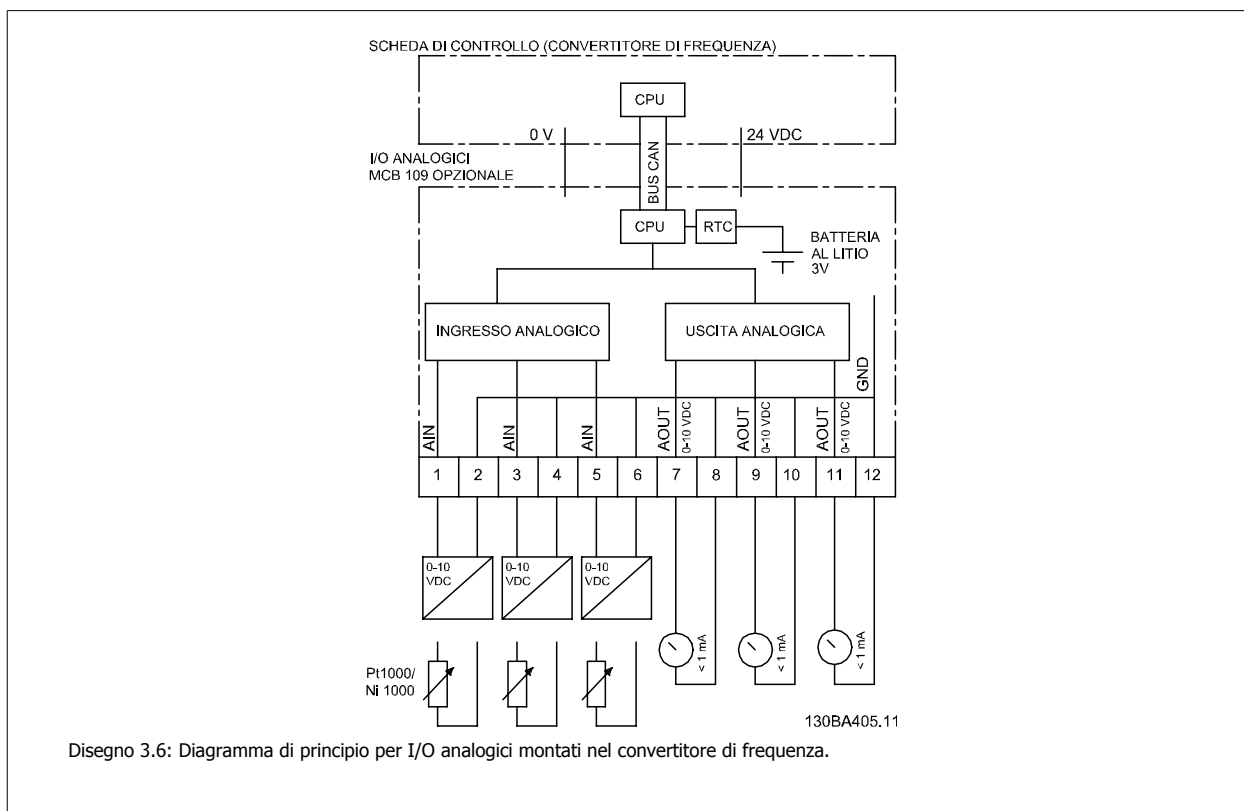 SCHEDA DI CONTROLLO (CONVERTITORE DI FREQUENZA)
CPU
0 V
24 VDC
BUS CAN
I/O ANALOGICI
MCB 109 OPZIONALE
CPU
RTC
BATTERIA
AL LITIO
3V
INGRESSO ANALOGICO
USCITA ANALOGICA
GND
AIN
AIN
AIN
AOUT
0-10 VDC
AOUT
0-10 VDC
AOUT
0-10 VDC
1 2 3 4 5 6 7 8 9 10 11 12
0-10
VDC
0-10
VDC
0-10
VDC
< 1 mA
< 1 mA
< 1 mA
Pt1000/
Ni 1000
130BA405.11
Disegno 3.6: Diagramma di principio per I/O analogici montati nel convertitore di frequenza.